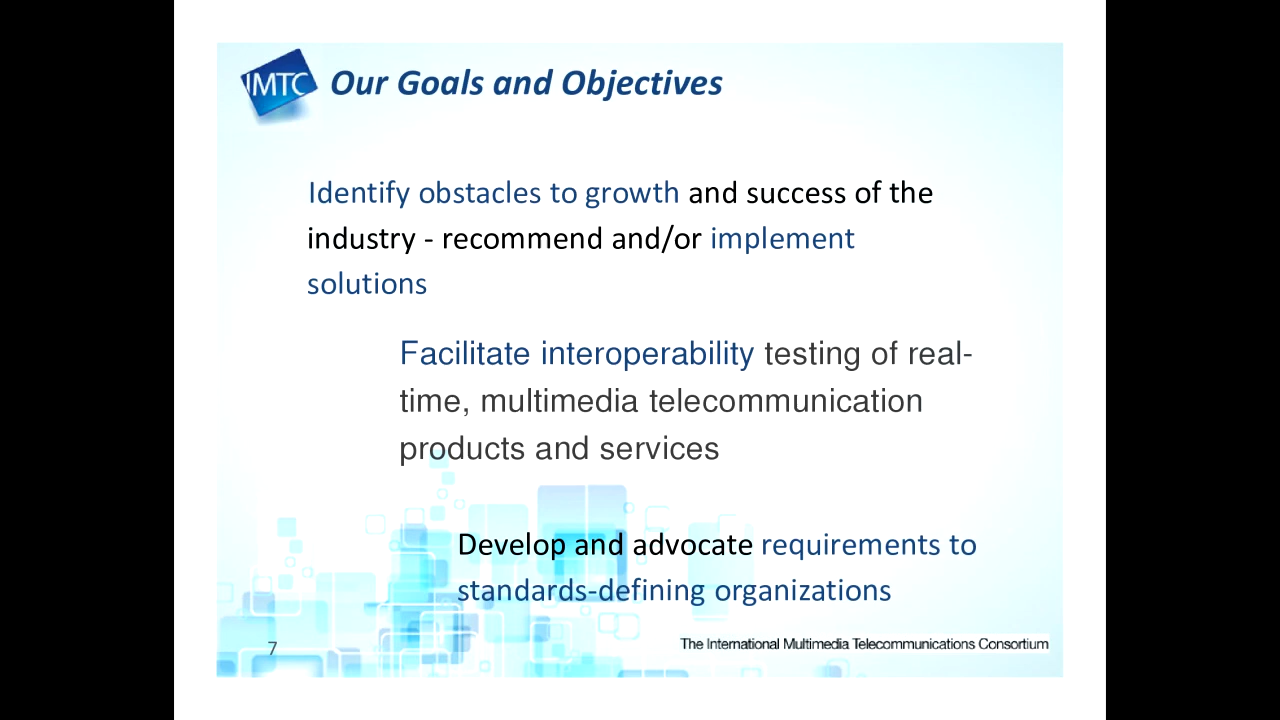 IMTC
Our Goals and Objectives
Identify obstacles to growth and success of the
industry - recommend and/or implement
solutions
Facilitate interoperability testing of real-
time, multimedia telecommunication
products and services
Develop and advocate requirements to
standards-defining organizations
7
The International Multimedia Telecommunications Consortium